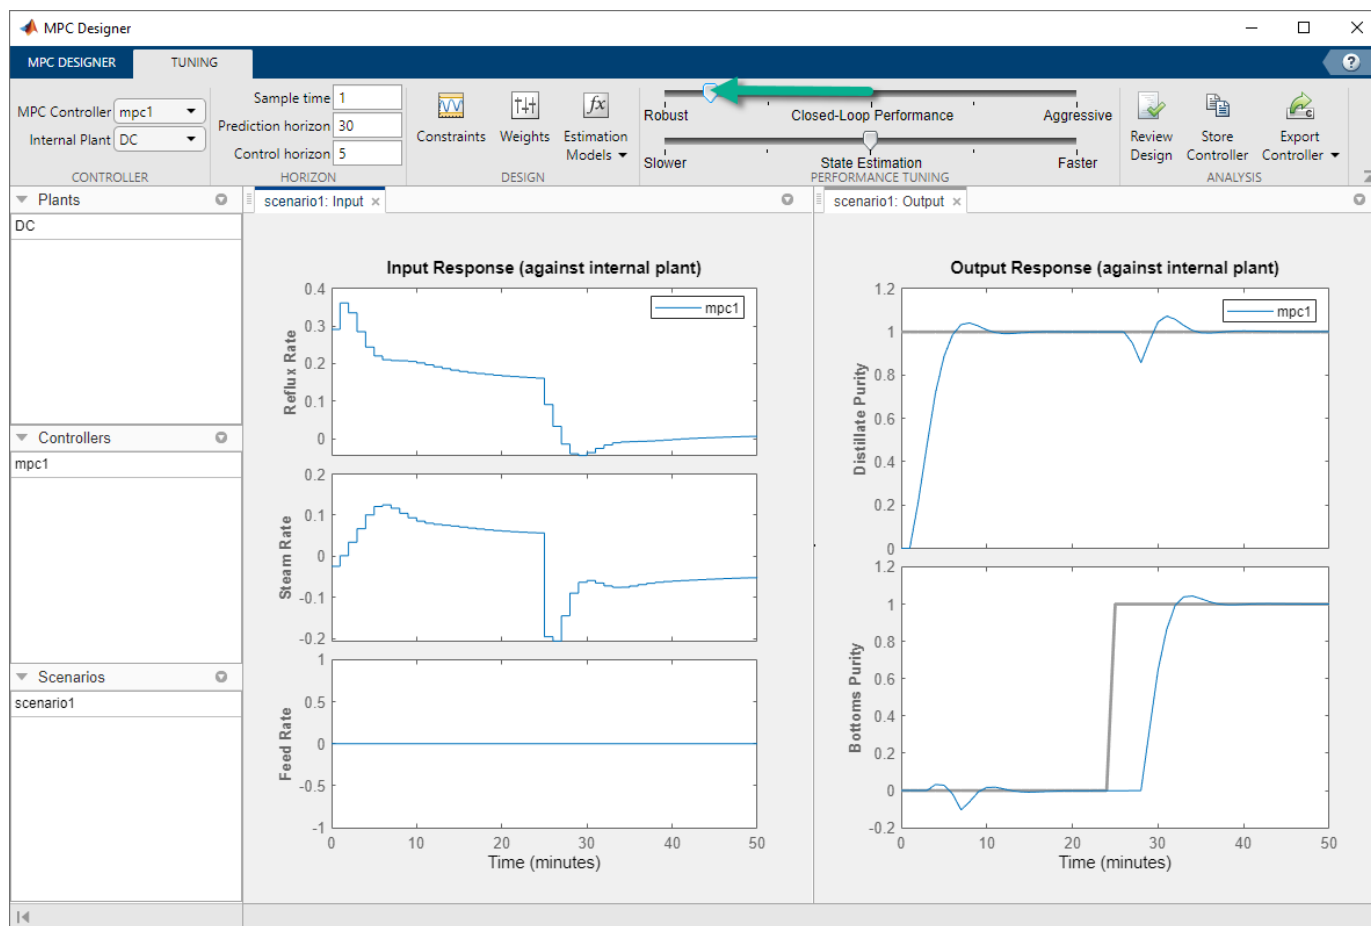 MPC Designer
MPC DESIGNER TUNING
MPC Controller mpc1
Internal Plant DC
CONTROLLER
Sample time 1
Prediction horizon 30
Control horizon 5
HORIZON
Constraints
Weights
Estimation
Models
DESIGN
Robust Closed-Loop Performance Aggressive
Slower State Estimation Faster
PERFORMANCE TUNING
Review
Design
Store
Controller
Export
Controller
ANALYSIS
Plants
DC
Controllers
mpc1
Scenarios
scenario1
scenario1: Input
Input Response (against internal plant)
mpc1
Reflux Rate
0.4
0.3
0.2
0.1
0
Steam Rate
0.2
0.1
0
-0.1
-0.2
Feed Rate
1
0.5
0
-0.5
-1
0 10 20 30 40 50
Time (minutes)
scenario1: Output
Output Response (against internal plant)
mpc1
Distillate Purity
1.2
1
0.8
0.6
0.4
0.2
0
Bottoms Purity
1.2
1
0.8
0.6
0.4
0.2
0
-0.2
0 10 20 30 40 50
Time (minutes)